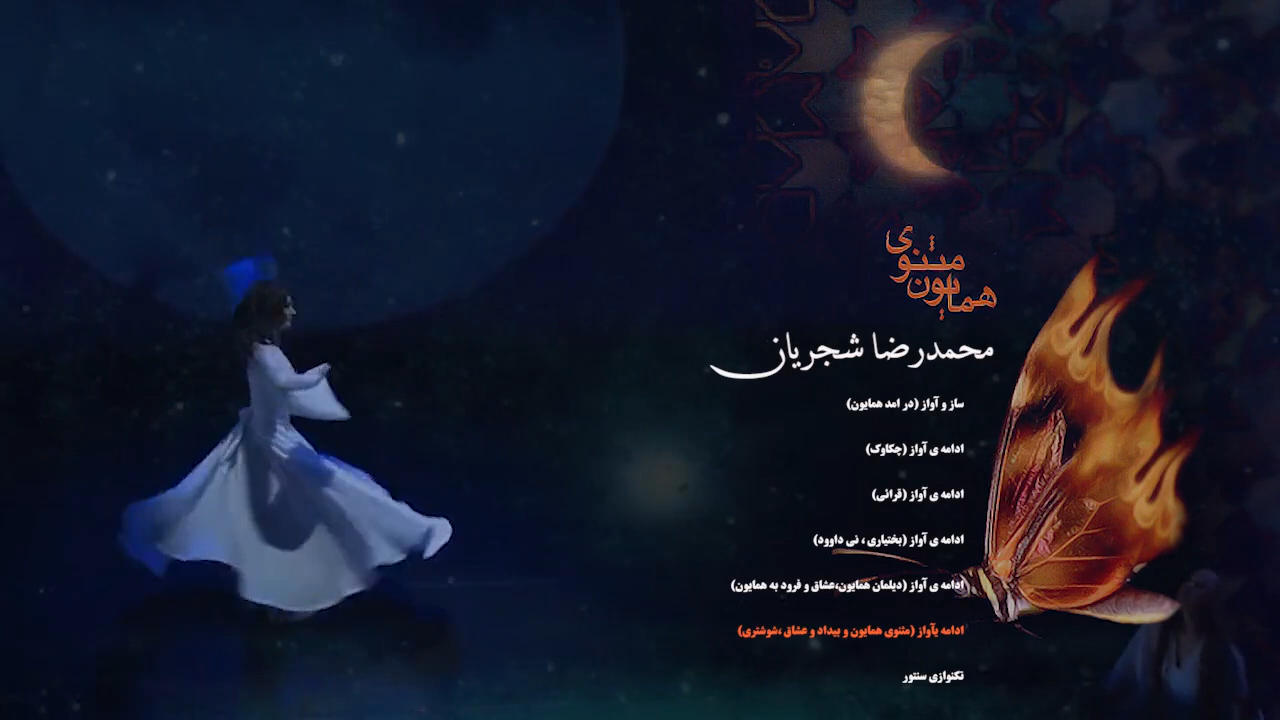 مثنوی
همایون
محمدرضا شجریان
ساز و آواز (در امد همایون)
ادامه ی آواز (چکاوک)
ادامه ی آواز (قرائی)
ادامه ی آواز (بختیاری ، نی داوود)
ادامه ی آواز (دیلمان همایون،عشاق و فرود به همایون)
ادامه یآواز (مثنوی همایون و بیداد و عشاق ،شوشتری)
تکنوازی سنتور